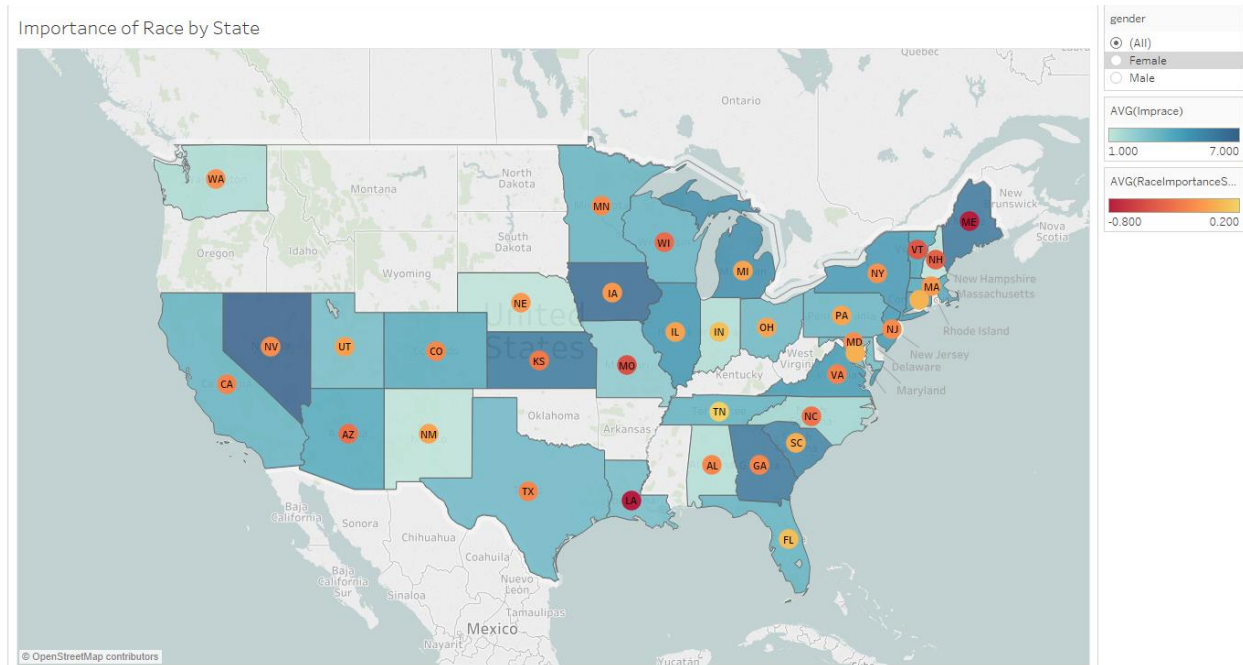 Importance of Race by State
gender
(All)
Female
Male
AVG(Imprace)
1.000 7.000
AVG(RaceImportanceS...
-0.800 0.200
Quebec
Ontario
WA
North
Dakota
Montana
MN
ME
New
Brunswick
Nova
Scotia
South
Dakota
Oregon
Idaho
WI
VT
NH
Wyoming
MI
NY
MA
New Hampshire
Massachusetts
IA
NE
Rhode Island
United
States
PA
NV
UT
IL
IN
OH
NJ
New Jersey
MD
Delaware
CO
West
Virginia
KS
MO
Maryland
CA
Kentucky
VA
TN
NC
Oklahoma
Arkansas
AZ
NM
SC
AL
GA
TX
LA
Baja
California
Sonora
FL
Chihuahua
Coahuila
Baja
California
Sur
Nuevo
León
Sinaloa
Durango
Tamaulipas
Mexico
Nayarit
Yucatán
© OpenStreetMap contributors